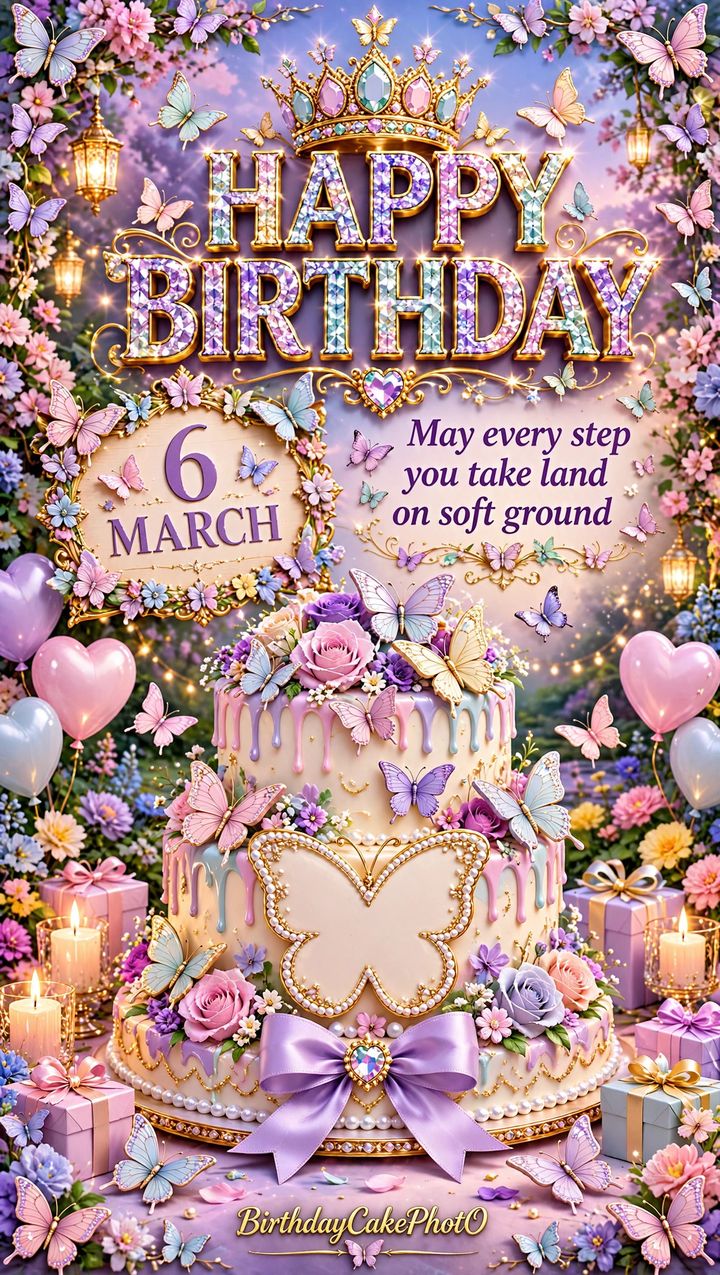 HAPPY
BIRTHDAY
6
MARCH
May every step
you take land
on soft ground
BirthdayCakePhotO